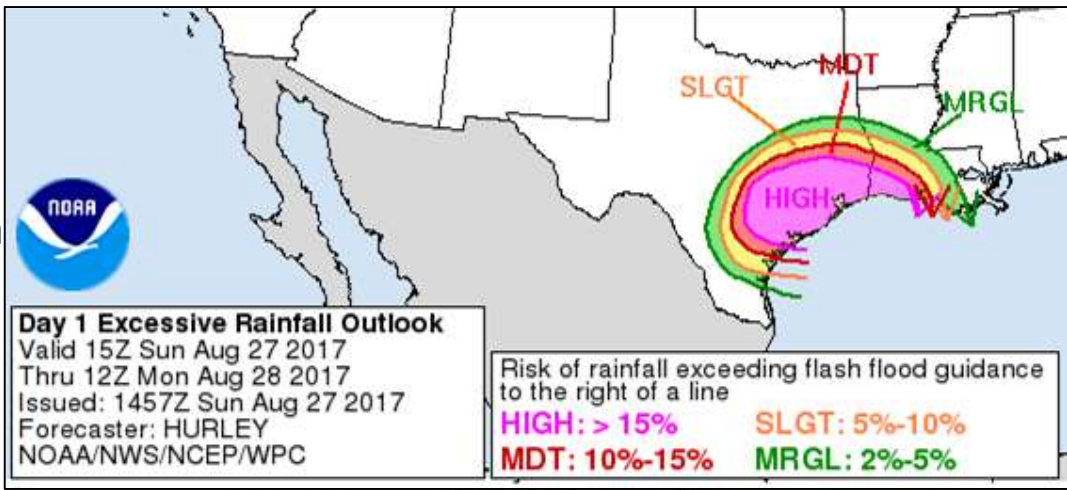 MDT
SLGT
MRGL
HIGH
NOAA
Day 1 Excessive Rainfall Outlook
Valid 15Z Sun Aug 27 2017
Thru 12Z Mon Aug 28 2017
Issued: 1457Z Sun Aug 27 2017
Forecaster: HURLEY
NOAA/NWS/NCEP/WPC
Risk of rainfall exceeding flash flood guidance
to the right of a line
HIGH: > 15% SLGT: 5%-10%
MDT: 10%-15% MRGL: 2%-5%